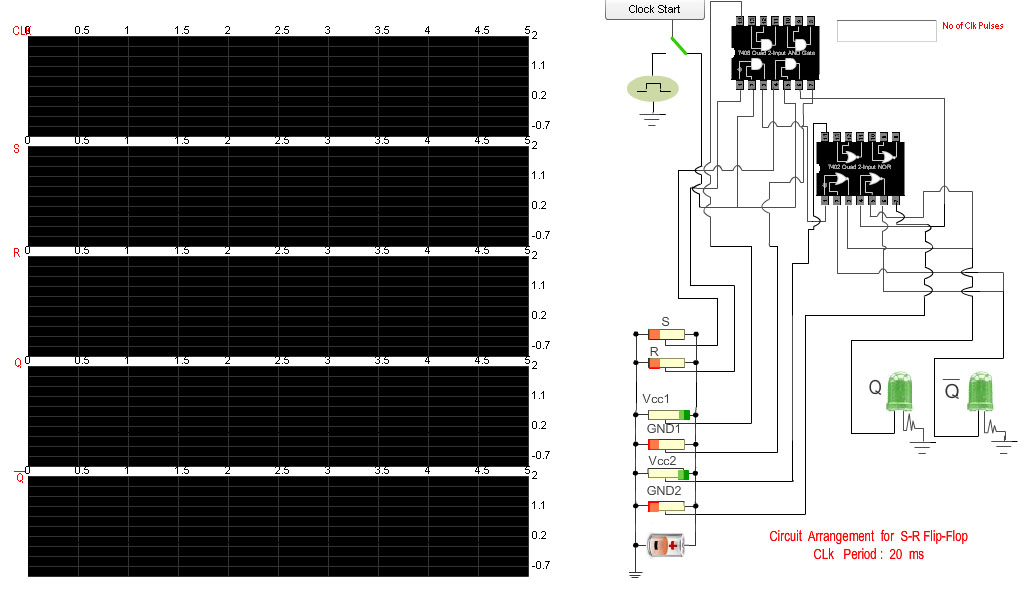 CLK
0 0.5 1 1.5 2 2.5 3 3.5 4 4.5 5
2
1.1
0.2
-0.7
S
0 0.5 1 1.5 2 2.5 3 3.5 4 4.5 5
2
1.1
0.2
-0.7
R
0 0.5 1 1.5 2 2.5 3 3.5 4 4.5 5
2
1.1
0.2
-0.7
Q
0 0.5 1 1.5 2 2.5 3 3.5 4 4.5 5
2
1.1
0.2
-0.7
Q
0 0.5 1 1.5 2 2.5 3 3.5 4 4.5 5
2
1.1
0.2
-0.7
Clock Start
No of Clk Pulses
7408 Quad 2-Input AND Gate
7402 Quad 2-Input NOR
S
R
Vcc1
GND1
Vcc2
GND2
Q
Q
Circuit Arrangement for S-R Flip-Flop
CLk Period : 20 ms